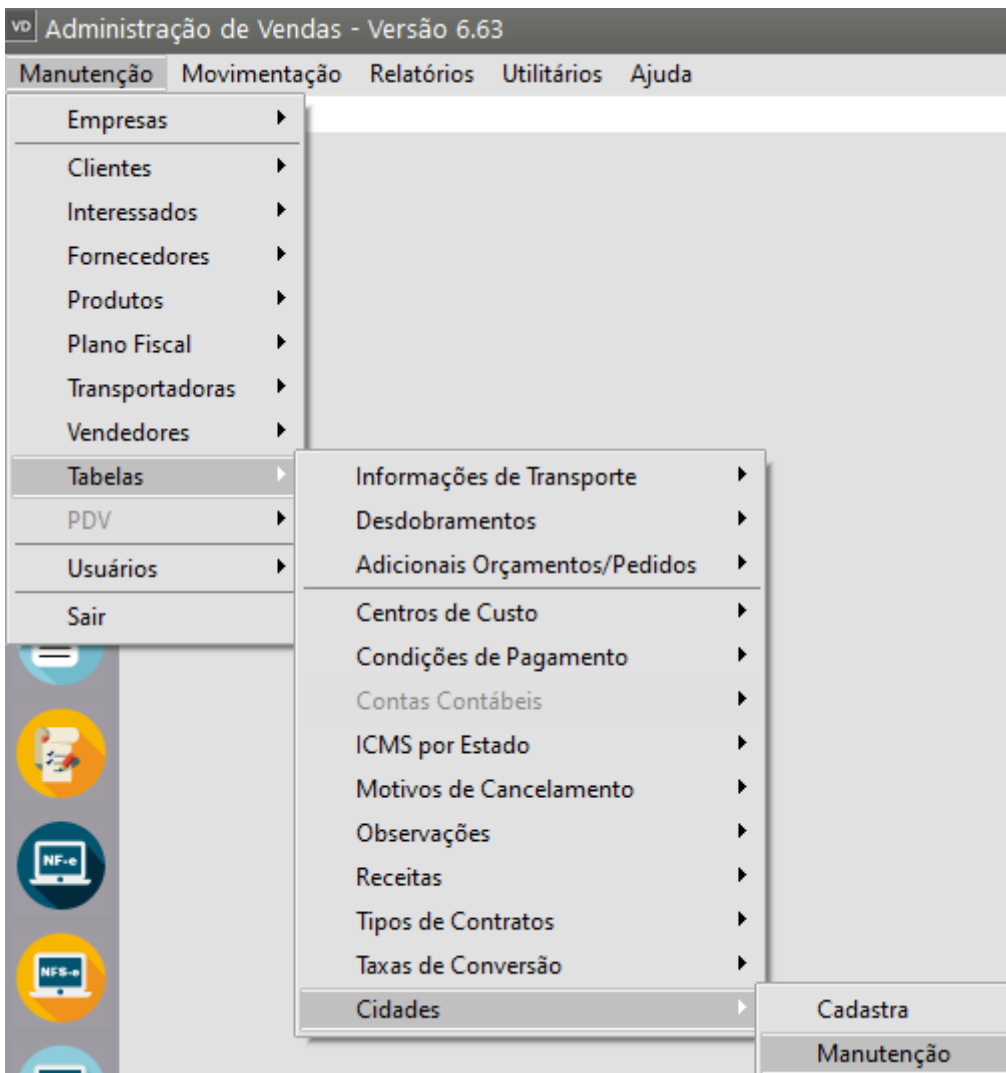 VD Administração de Vendas - Versão 6.63
Manutenção Movimentação Relatórios Utilitários Ajuda
Empresas
Clientes
Interessados
Fornecedores
Produtos
Plano Fiscal
Transportadoras
Vendedores
Tabelas
PDV
Usuários
Sair
Informações de Transporte
Desdobramentos
Adicionais Orçamentos/Pedidos
Centros de Custo
Condições de Pagamento
Contas Contábeis
ICMS por Estado
Motivos de Cancelamento
Observações
Receitas
Tipos de Contratos
Taxas de Conversão
Cidades
Cadastra
Manutenção
NF-e
NFS-e